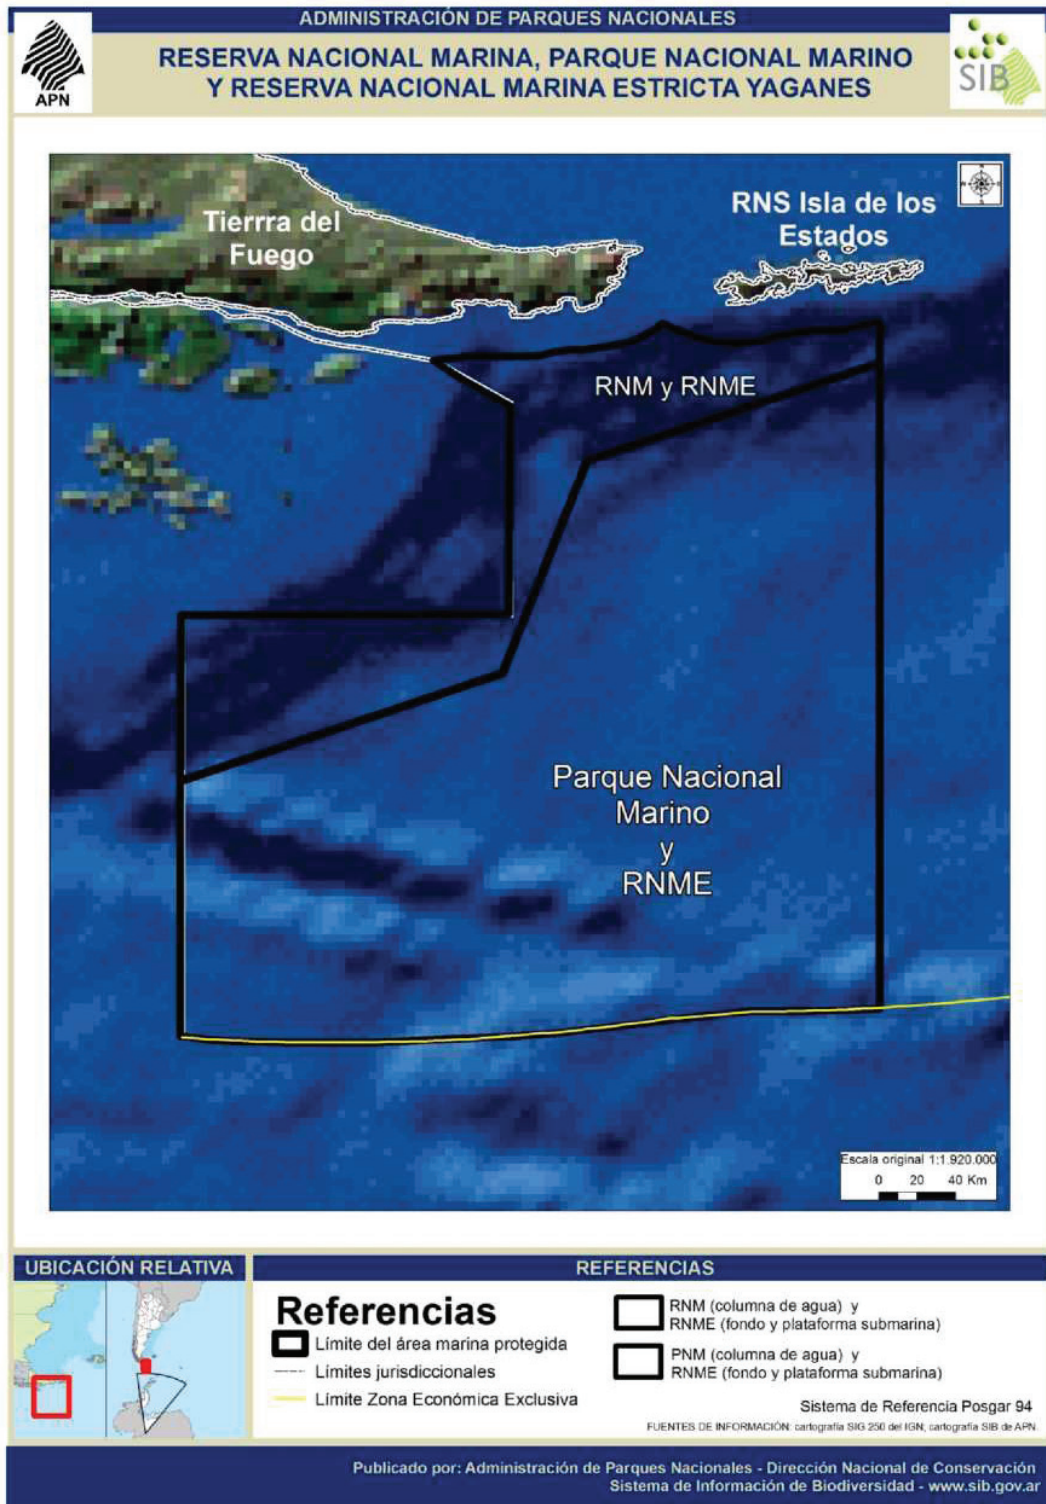 ADMINISTRACIÓN DE PARQUES NACIONALES
APN
RESERVA NACIONAL MARINA, PARQUE NACIONAL MARINO
Y RESERVA NACIONAL MARINA ESTRICTA YAGANES
SIB
Tierrra del
Fuego
RNS Isla de los
Estados
RNM y RNME
Parque Nacional
Marino
y
RNME
Escala original 1:1.920.000
0 20 40 Km
UBICACIÓN RELATIVA
REFERENCIAS
Referencias
Límite del área marina protegida
Límites jurisdiccionales
Límite Zona Económica Exclusiva
RNM (columna de agua) y
RNME (fondo y plataforma submarina)
PNM (columna de agua) y
RNME (fondo y plataforma submarina)
Sistema de Referencia Posgar 94
FUENTES DE INFORMACIÓN: cartografía SIG 250 del IGN; cartografía SIB de APN.
Publicado por: Administración de Parques Nacionales - Dirección Nacional de Conservación
Sistema de Información de Biodiversidad - www.sib.gov.ar